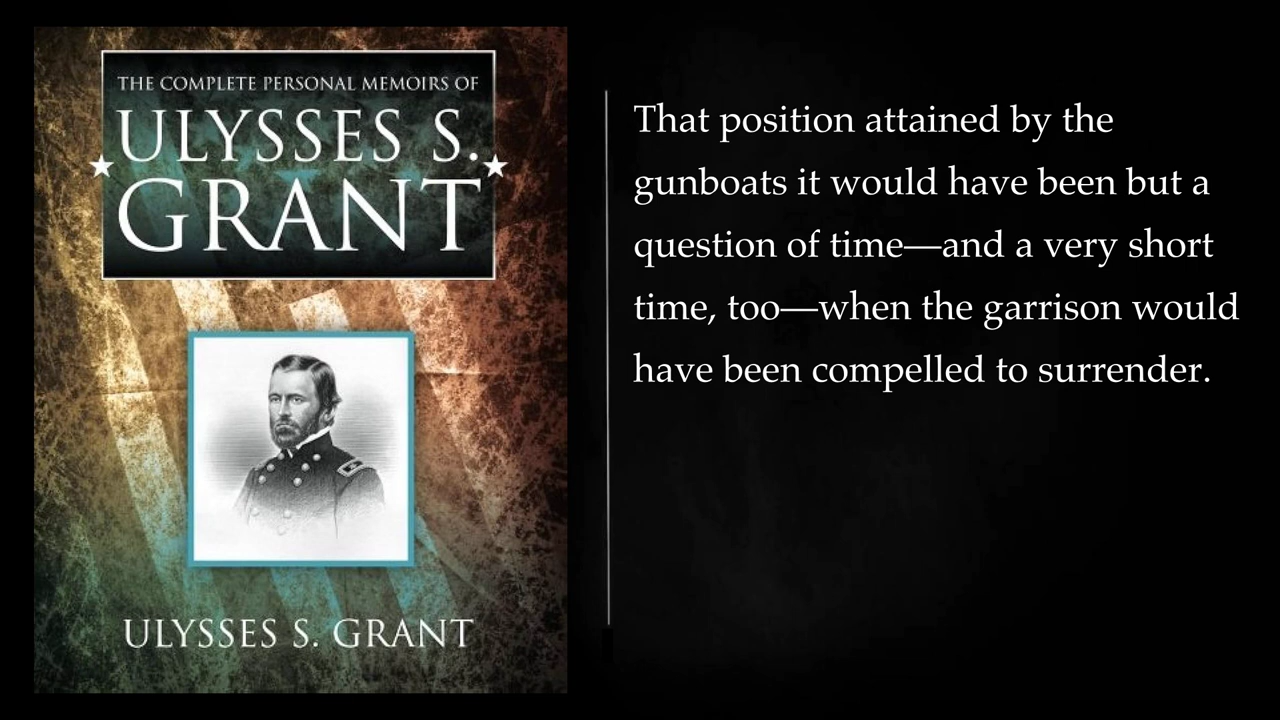 THE COMPLETE PERSONAL MEMOIRS OF
ULYSSES S.
GRANT
ULYSSES S. GRANT
That position attained by the
gunboats it would have been but a
question of time—and a very short
time, too—when the garrison would
have been compelled to surrender.